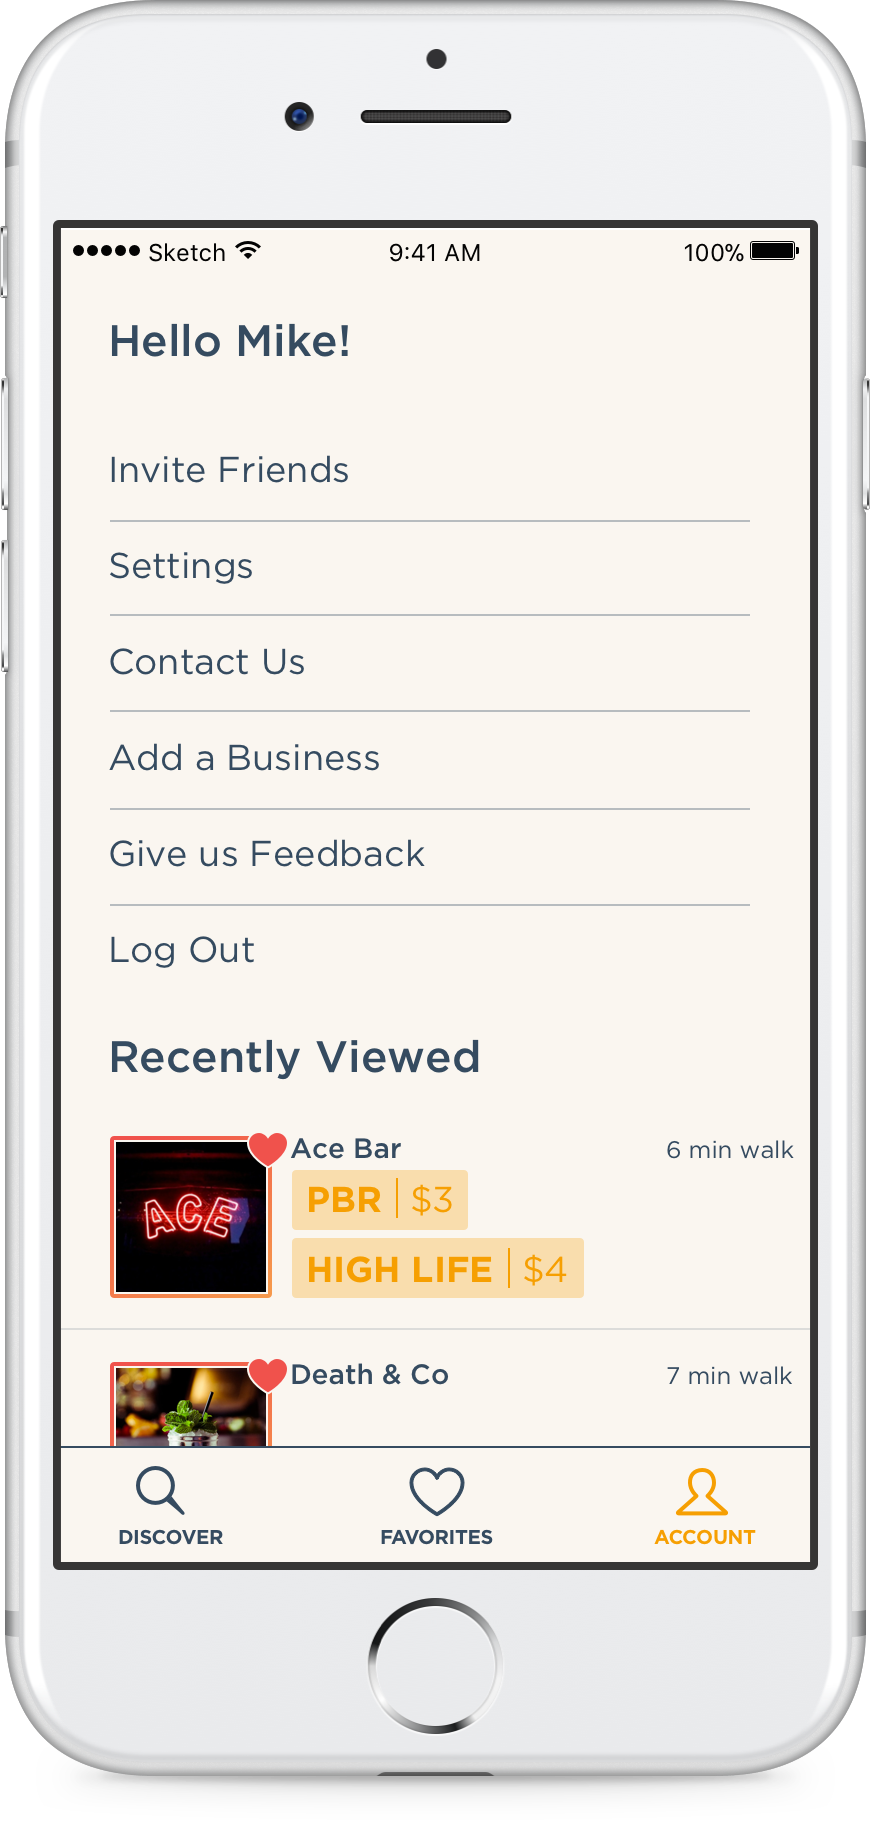 Sketch 9:41 AM 100%
Hello Mike!
Invite Friends
Settings
Contact Us
Add a Business
Give us Feedback
Log Out
Recently Viewed
Ace Bar 6 min walk
ACE
PBR | $3
HIGH LIFE | $4
Death & Co 7 min walk
DISCOVER FAVORITES ACCOUNT